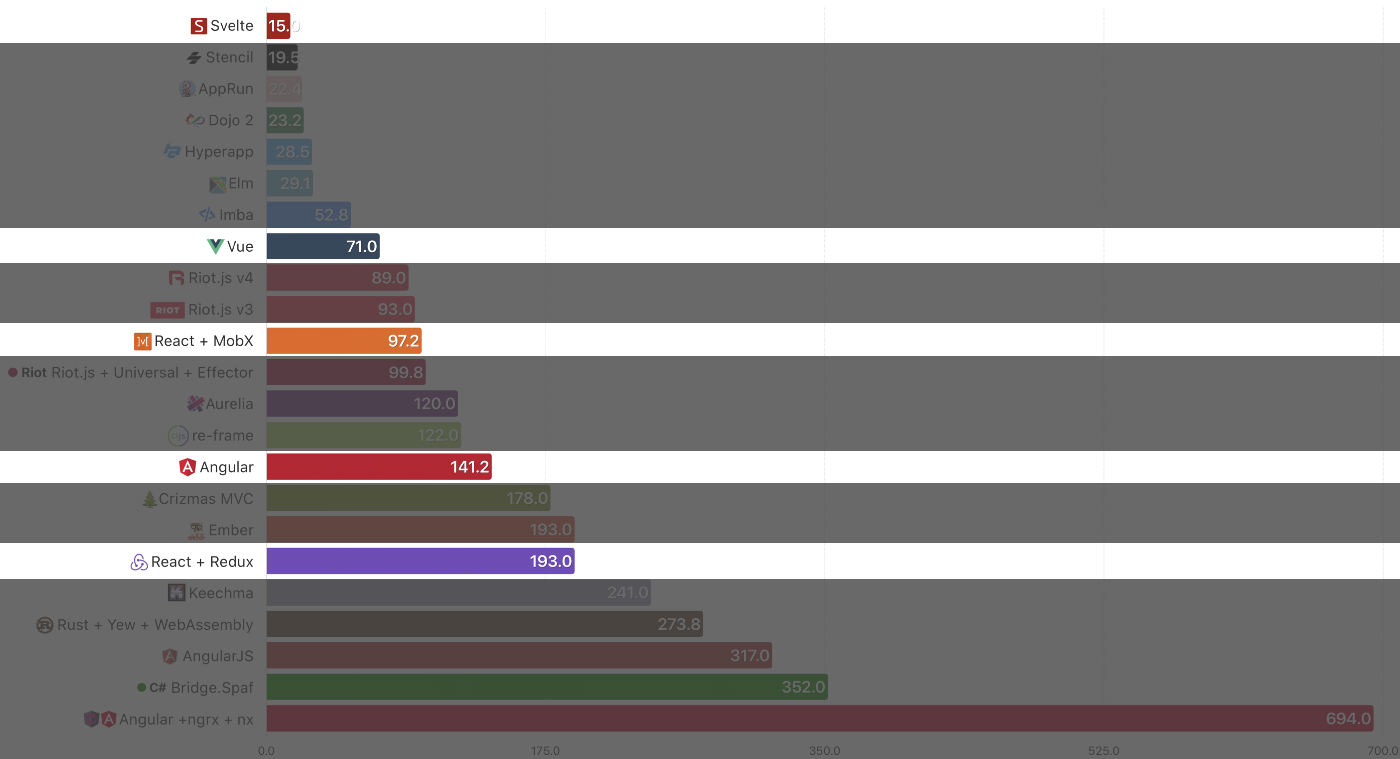 Svelte 15.0
Stencil 19.5
AppRun 22.4
Dojo 2 23.2
Hyperapp 28.5
Elm 29.1
Imba 52.8
Vue 71.0
Riot.js v4 89.0
RIOT Riot.js v3 93.0
React + MobX 97.2
Riot Riot.js + Universal + Effector 99.8
Aurelia 120.0
cljs re-frame 122.0
Angular 141.2
Crizmas MVC 178.0
Ember 193.0
React + Redux 193.0
Keechma 241.0
Rust + Yew + WebAssembly 273.8
AngularJS 317.0
C# Bridge.Spaf 352.0
Angular +ngrx + nx 694.0
0.0 175.0 350.0 525.0 700.0